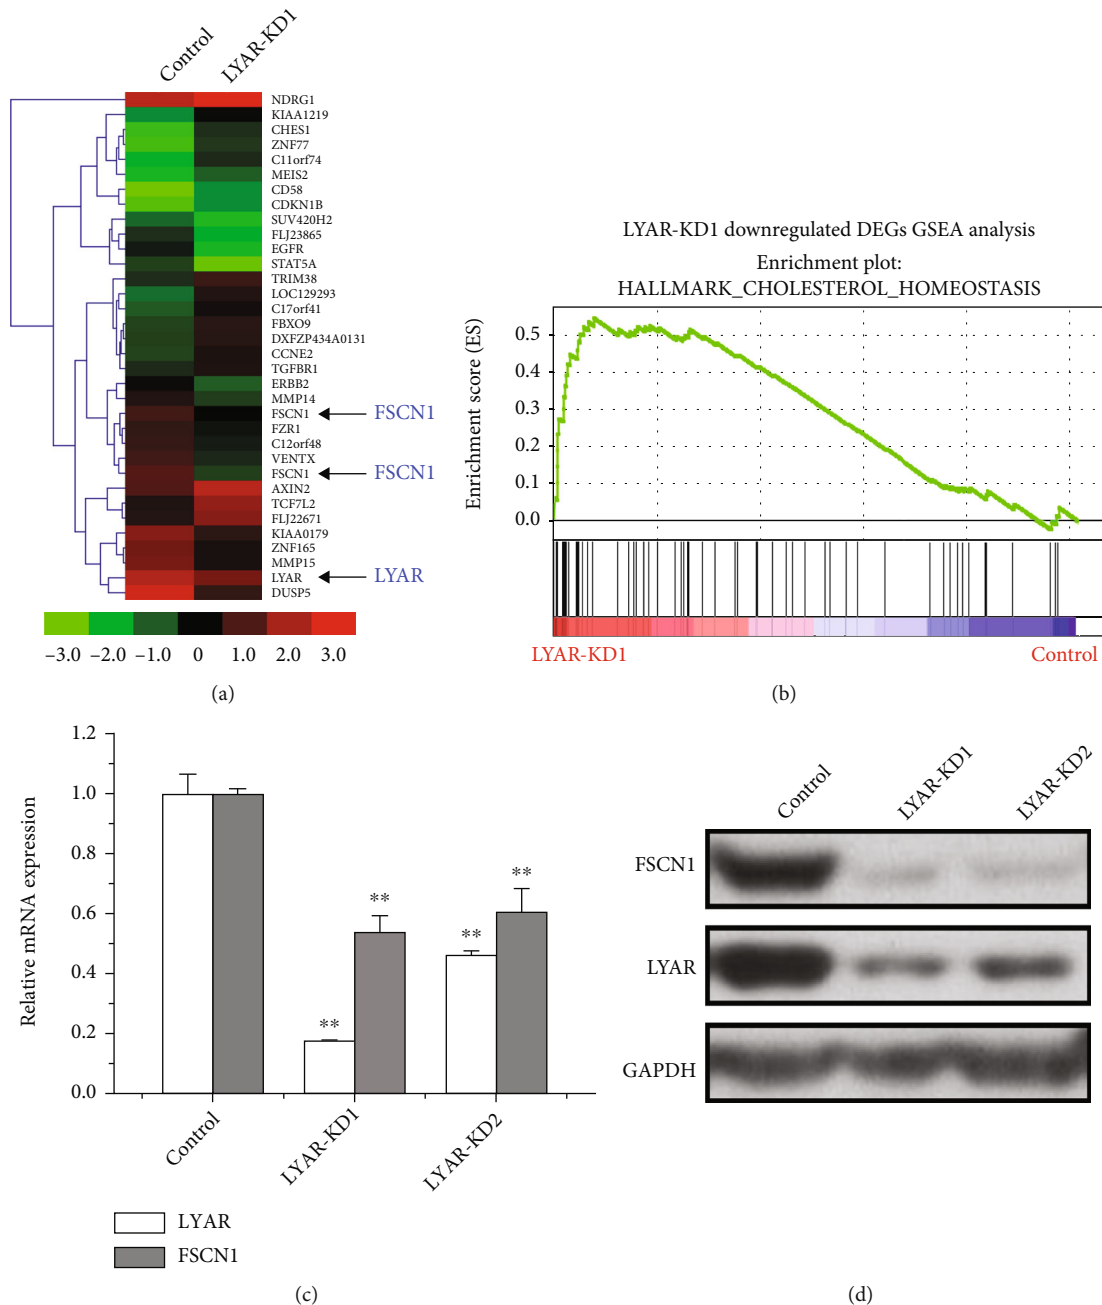 Control
LYAR-KD1
NDRG1
KIAA1219
CHES1
ZNF77
C11orf74
MEIS2
CD58
CDKN1B
SUV420H2
FLJ23865
EGFR
STAT5A
TRIM38
LOC129293
C17orf41
FBXO9
DXFZP434A0131
CCNE2
TGFBR1
ERBB2
MMP14
FSCN1
FSCN1
FZR1
C12orf48
VENTX
FSCN1
FSCN1
AXIN2
TCF7L2
FLJ22671
KIAA0179
ZNF165
MMP15
LYAR
LYAR
DUSP5
−3.0 −2.0 −1.0 0 1.0 2.0 3.0
(a)
LYAR-KD1 downregulated DEGs GSEA analysis
Enrichment plot:
HALLMARK_CHOLESTEROL_HOMEOSTASIS
Enrichment score (ES)
0.5
0.4
0.3
0.2
0.1
0.0
LYAR-KD1
Control
(b)
Relative mRNA expression
1.2
1.0
0.8
0.6
0.4
0.2
0.0
**
**
**
**
Control
LYAR-KD1
LYAR-KD2
LYAR
FSCN1
(c)
Control
LYAR-KD1
LYAR-KD2
FSCN1
LYAR
GAPDH
(d)